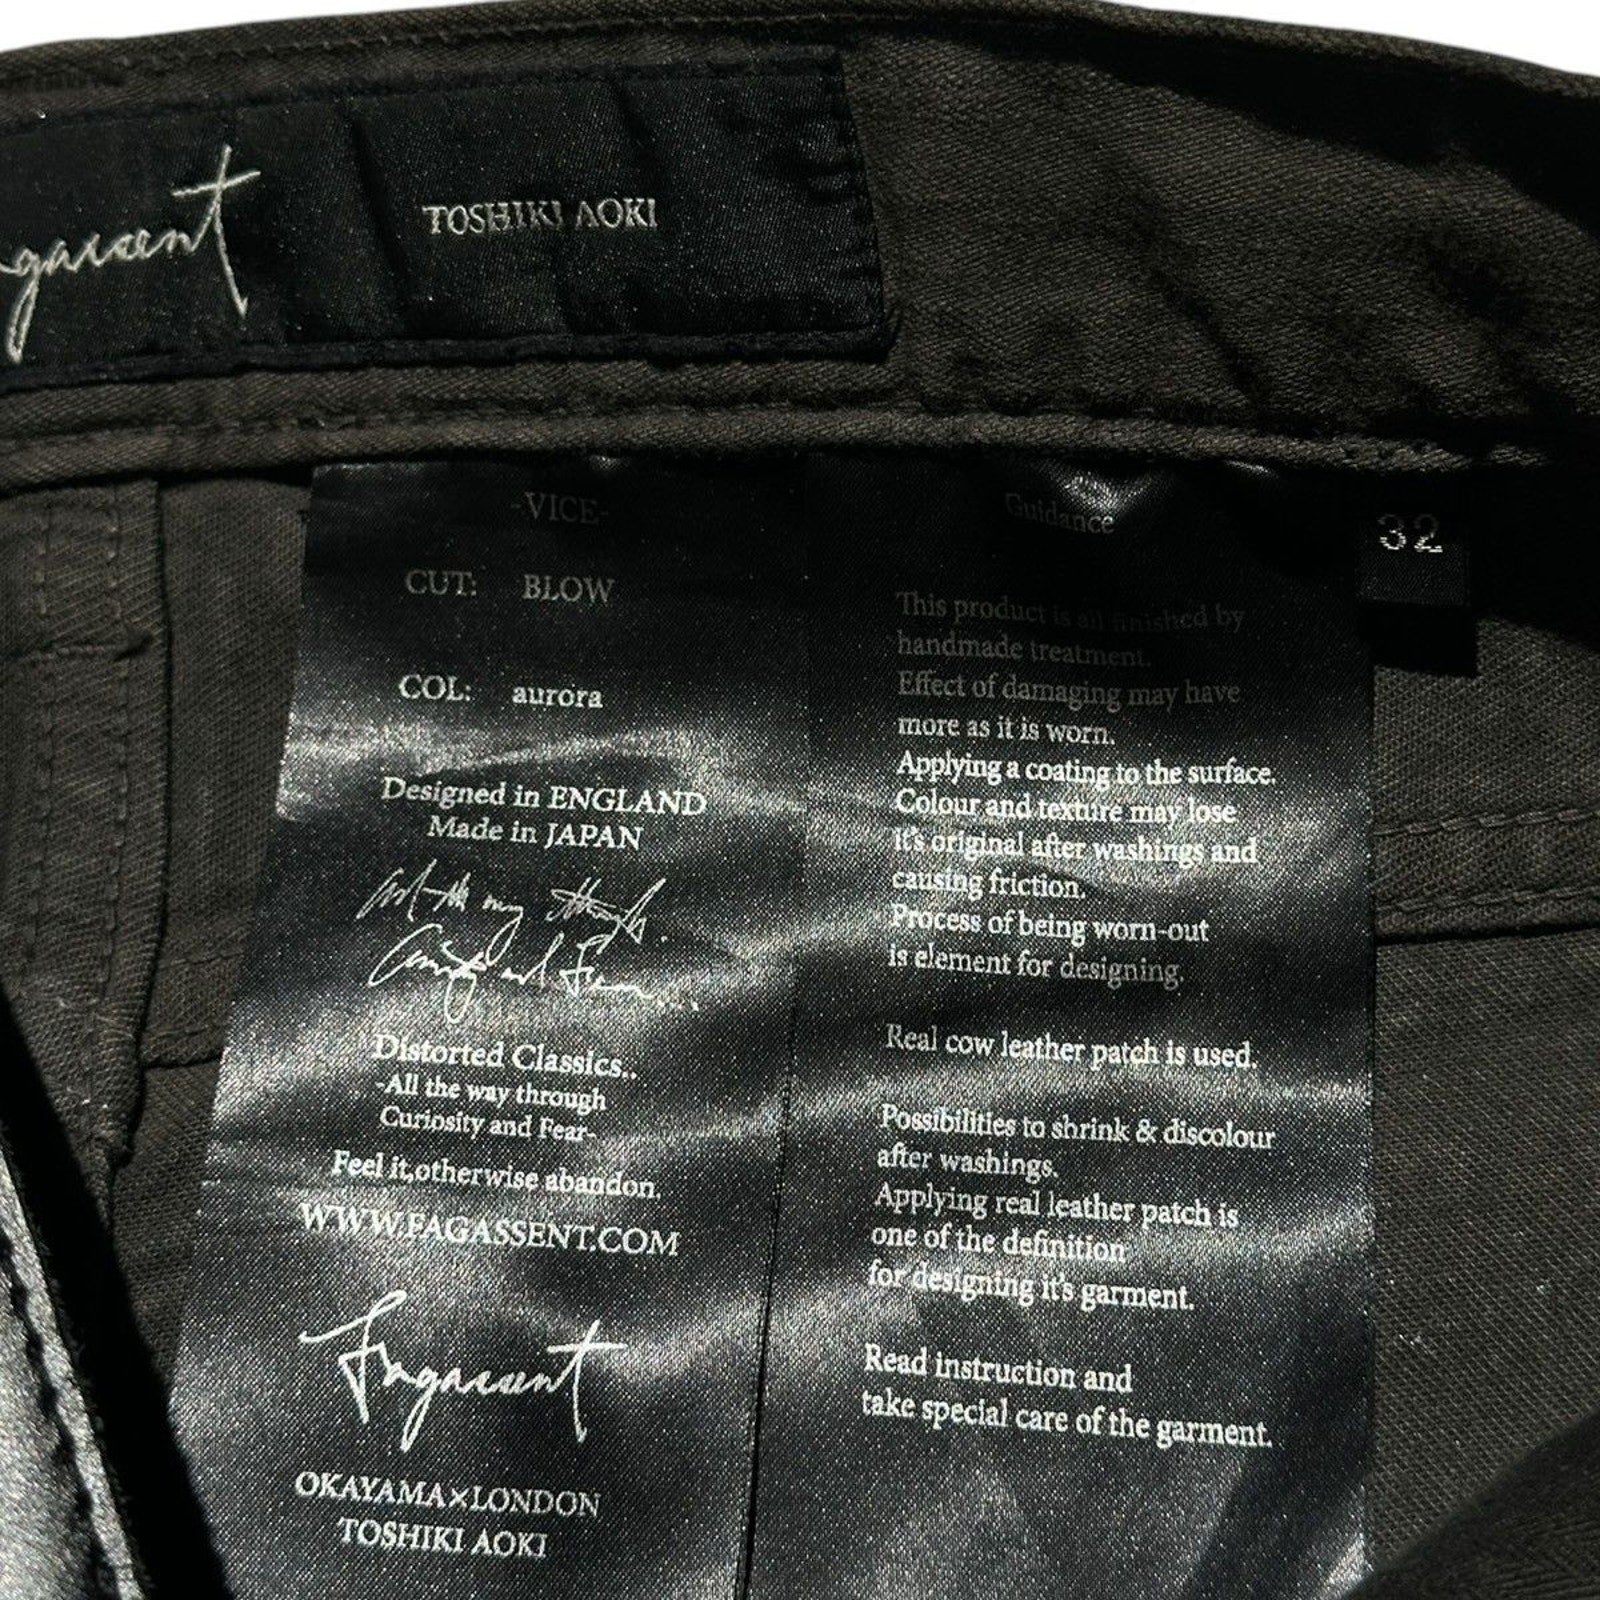 TOSHIKI AOKI
32
-VICE-
CUT: BLOW
COL: aurora
Designed in ENGLAND
Made in JAPAN
Distorted Classics..
-All the way through
Curiosity and Fear-
Feel it,otherwise abandon.
WWW.FAGASSENT.COM
Fagassent
OKAYAMA×LONDON
TOSHIKI AOKI
Guidance
This product is all finished by
handmade treatment.
Effect of damaging may have
more as it is worn.
Applying a coating to the surface.
Colour and texture may lose
it's original after washings and
causing friction.
Process of being worn-out
is element for designing.
Real cow leather patch is used.
Possibilities to shrink & discolour
after washings.
Applying real leather patch is
one of the definition
for designing it's garment.
Read instruction and
take special care of the garment.